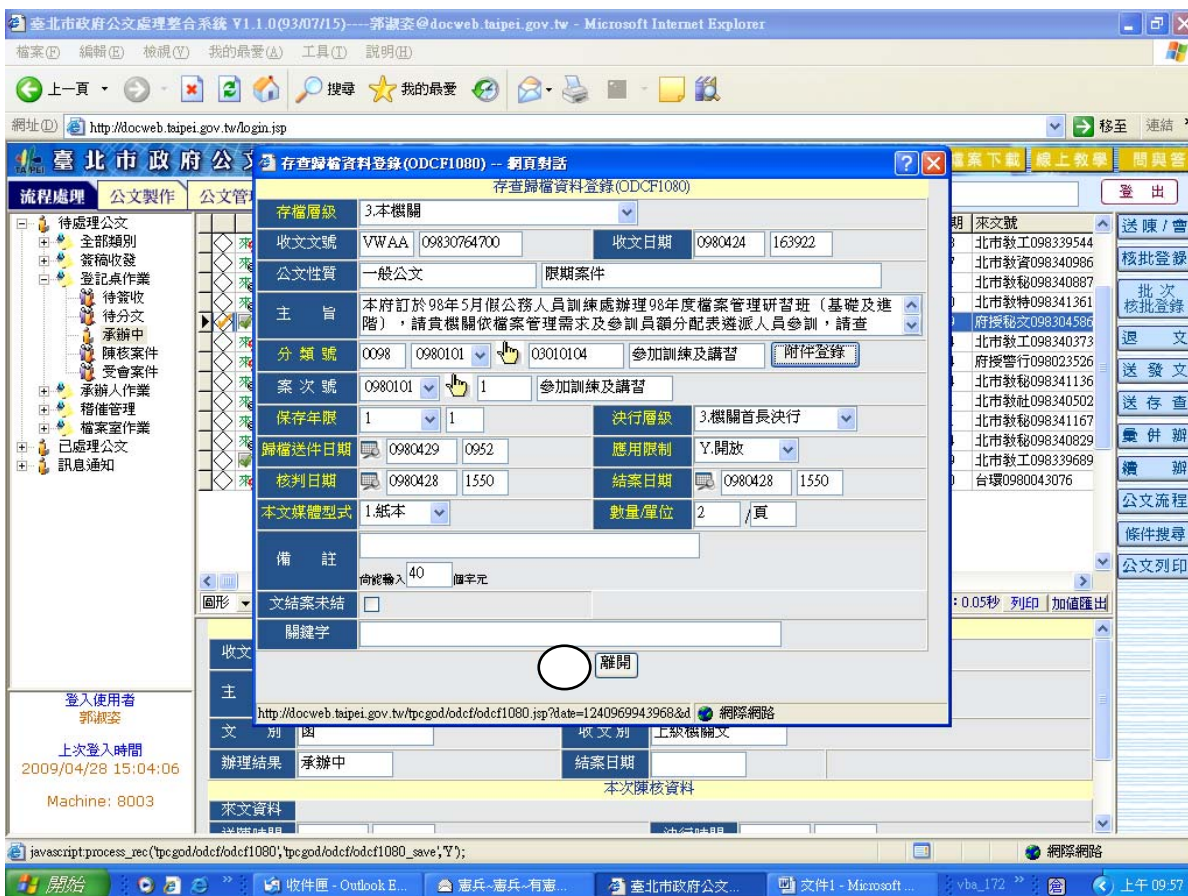 臺北市政府公文處理整合系統 V1.1.0(93/07/15)----郭淑姿@docweb.taipei.gov.tw - Microsoft Internet Explorer
檔案(F) 編輯(E) 檢視(V) 我的最愛(A) 工具(T) 說明(H)
上一頁 搜尋 我的最愛
網址(D) http://docweb.taipei.gov.tw/login.jsp 移至 連結
臺北市政府公文
檔案下載 線上教學 問與答
流程處理 公文製作 公文管
登 出
待處理公文
全部類別
簽稿收發
登記桌作業
待簽收
待分文
承辦中
陳核案件
受會案件
承辦人作業
稽催管理
檔案室作業
已處理公文
訊息通知
登入使用者
郭淑姿
上次登入時間
2009/04/28 15:04:06
Machine: 8003
存查歸檔資料登錄(ODCF1080) -- 網頁對話
存查歸檔資料登錄(ODCF1080)
存檔層級 3.本機關
收文文號 VWAA 09830764700 收文日期 0980424 163922
公文性質 一般公文 限期案件
主 旨 本府訂於98年5月假公務人員訓練處辦理98年度檔案管理研習班（基礎及進
階），請貴機關依檔案管理需求及參訓員額分配表遴派人員參訓，請查
分 類 號 0098 0980101 03010104 參加訓練及講習 附件登錄
案 次 號 0980101 1 參加訓練及講習
保存年限 1 1 決行層級 3.機關首長決行
歸檔送件日期 0980429 0952 應用限制 Y.開放
核判日期 0980428 1550 結案日期 0980428 1550
本文媒體型式 1.紙本 數量/單位 2 /頁
備 註
尚能輸入 40 個字元
文結案未結
關鍵字
離開
http://docweb.taipei.gov.tw/tpcgod/odcf/odcf1080.jsp?date=1240969943968&d 網際網路
期 來文號
北市教工098339544
北市教資098340986
北市教秘098340887
北市教特098341361
府授秘文098304586
北市教工098340373
府授警行098023526
北市教秘098341136
北市教社098340502
北市教秘098341167
北市教秘098340829
北市教工098339689
台環0980043076
送陳/會
核批登錄
批 次
核批登錄
退 文
送 發 文
送 存 查
彙 併 辦
續 辦
公文流程
條件搜尋
公文列印
圖形
: 0.05秒 列印 加值匯出
收文
主
文 別 函 收 文 別 上級機關文
辦理結果 承辦中 結案日期
本次陳核資料
來文資料
送陳時間 決行時間
javascript:process_rec('tpcgod/odcf/odcf1080','tpcgod/odcf/odcf1080_save','Y'); 網際網路
開始 收件匣 - Outlook E... 憲兵~憲兵~有憲... 臺北市政府公文... 文件1 - Microsoft ... vba_172 上午 09:57